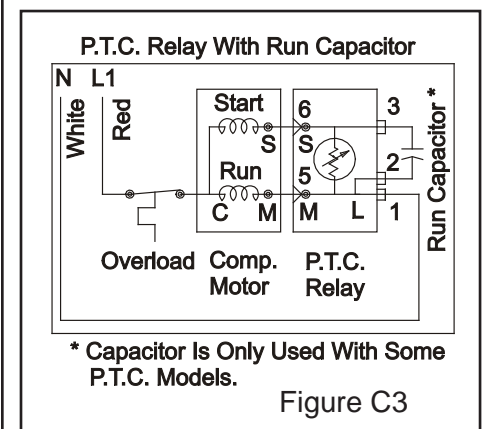 P.T.C. Relay With Run Capacitor
N L1
White
Red
Start
S
Run
C M
6
S
5
M L
3
2
1
Run Capacitor *
Overload
Comp.
Motor
P.T.C.
Relay
* Capacitor Is Only Used With Some
P.T.C. Models.
Figure C3